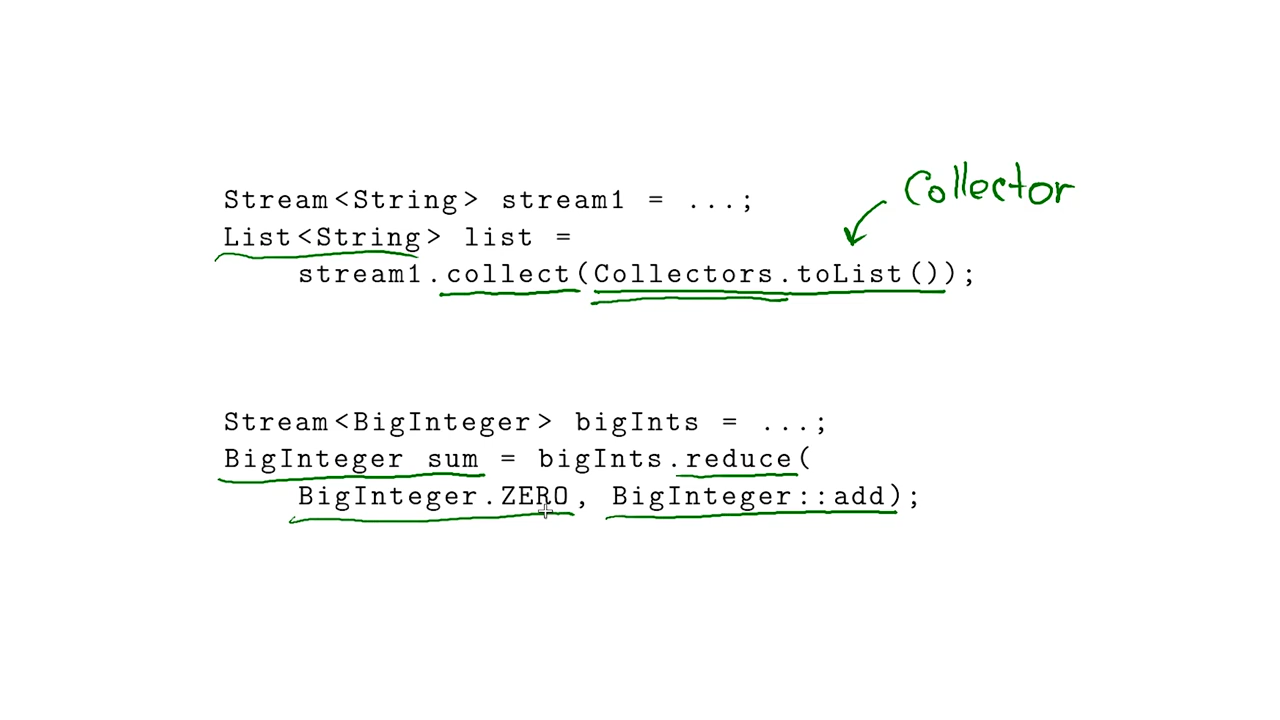 Collector
Stream<String> stream1 = ...;
List<String> list =
stream1.collect(Collectors.toList());
Stream<BigInteger> bigInts = ...;
BigInteger sum = bigInts.reduce(
BigInteger.ZERO, BigInteger::add);